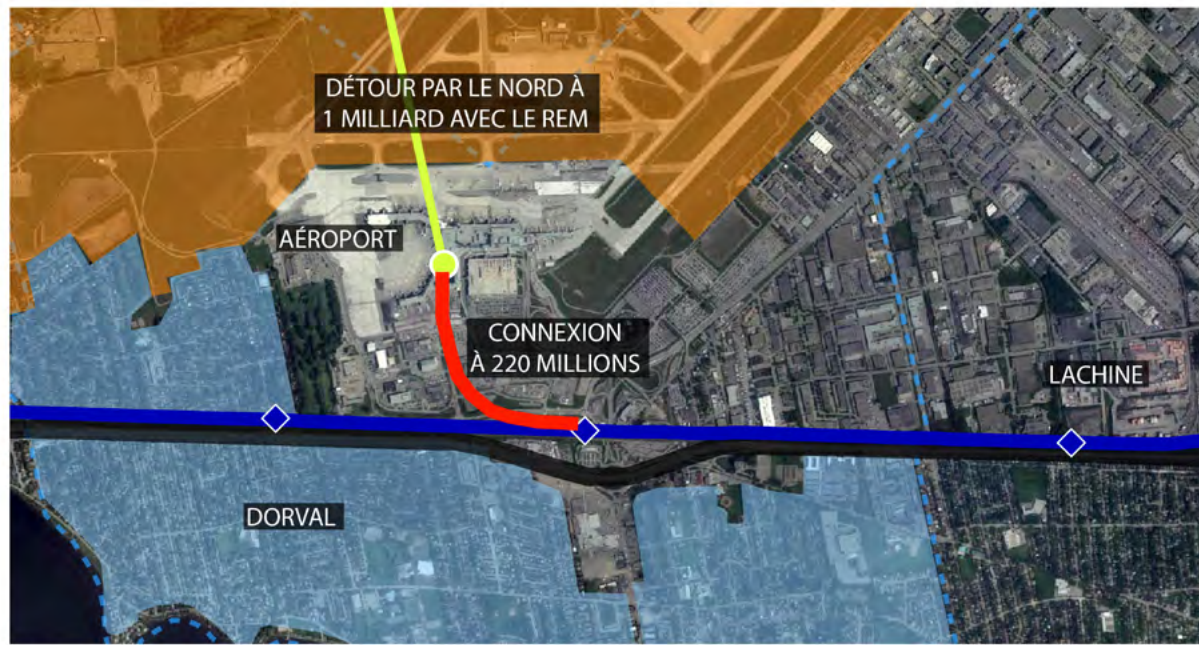 DÉTOUR PAR LE NORD À
1 MILLIARD AVEC LE REM
AÉROPORT
CONNEXION
À 220 MILLIONS
LACHINE
DORVAL